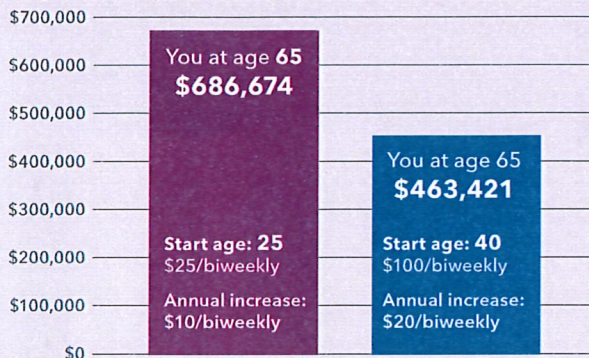 $700,000
$600,000
$500,000
$400,000
$300,000
$200,000
$100,000
$0
You at age 65
$686,674
Start age: 25
$25/biweekly
Annual increase:
$10/biweekly
You at age 65
$463,421
Start age: 40
$100/biweekly
Annual increase:
$20/biweekly